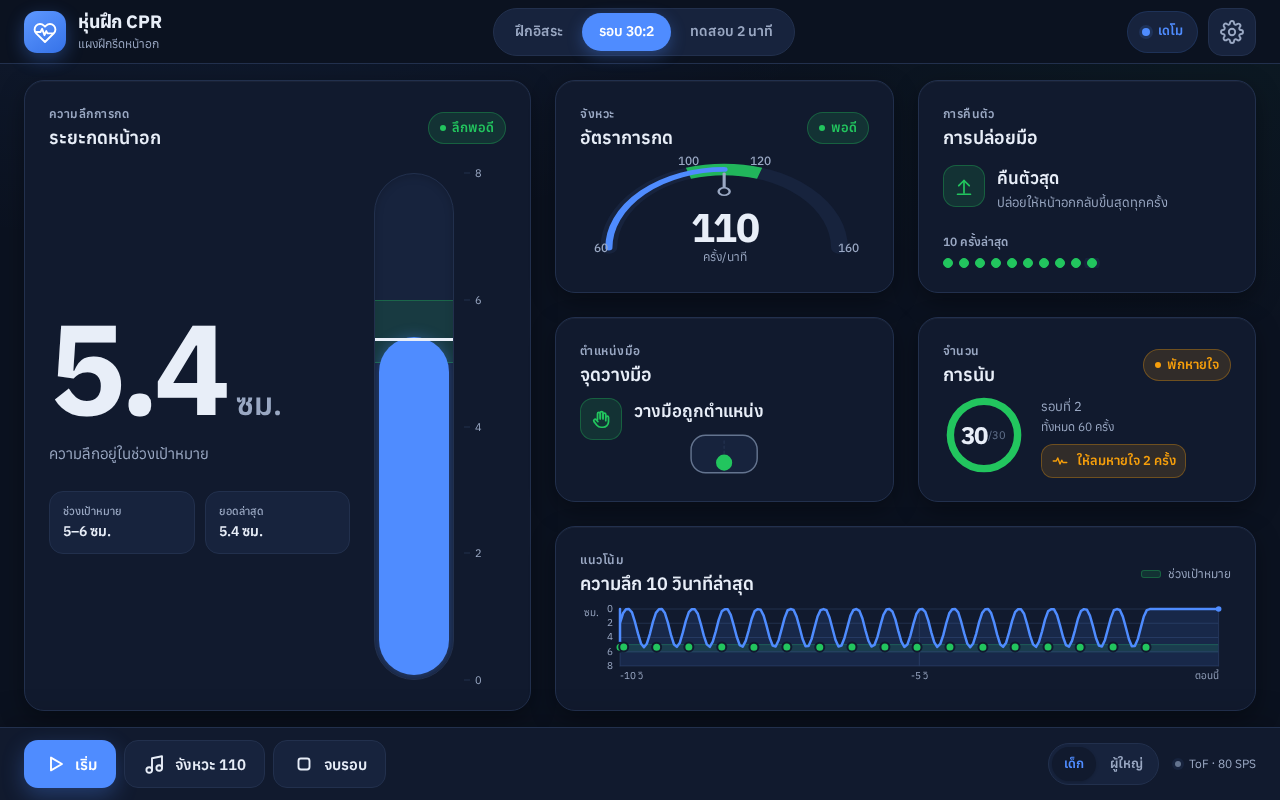 หุ่นฝึก CPR
แผงฝึกรีดหน้าอก
ฝึกอิสระ
รอบ 30:2
ทดสอบ 2 นาที
เดโม
ความลึกการกด
ระยะกดหน้าอก
ลึกพอดี
5.4 ซม.
ความลึกอยู่ในช่วงเป้าหมาย
ช่วงเป้าหมาย
5–6 ซม.
ยอดล่าสุด
5.4 ซม.
8
6
4
2
0
จังหวะ
อัตราการกด
พอดี
100
120
60
160
110
ครั้ง/นาที
การคืนตัว
การปล่อยมือ
คืนตัวสุด
ปล่อยให้หน้าอกกลับขึ้นสุดทุกครั้ง
10 ครั้งล่าสุด
ตำแหน่งมือ
จุดวางมือ
วางมือถูกตำแหน่ง
จำนวน
การนับ
พักหายใจ
30/30
รอบที่ 2
ทั้งหมด 60 ครั้ง
ให้ลมหายใจ 2 ครั้ง
แนวโน้ม
ความลึก 10 วินาทีล่าสุด
ช่วงเป้าหมาย
ซม.
0
2
4
6
8
-10 วิ
-5 วิ
ตอนนี้
เริ่ม
จังหวะ 110
จบรอบ
เด็ก
ผู้ใหญ่
ToF · 80 SPS